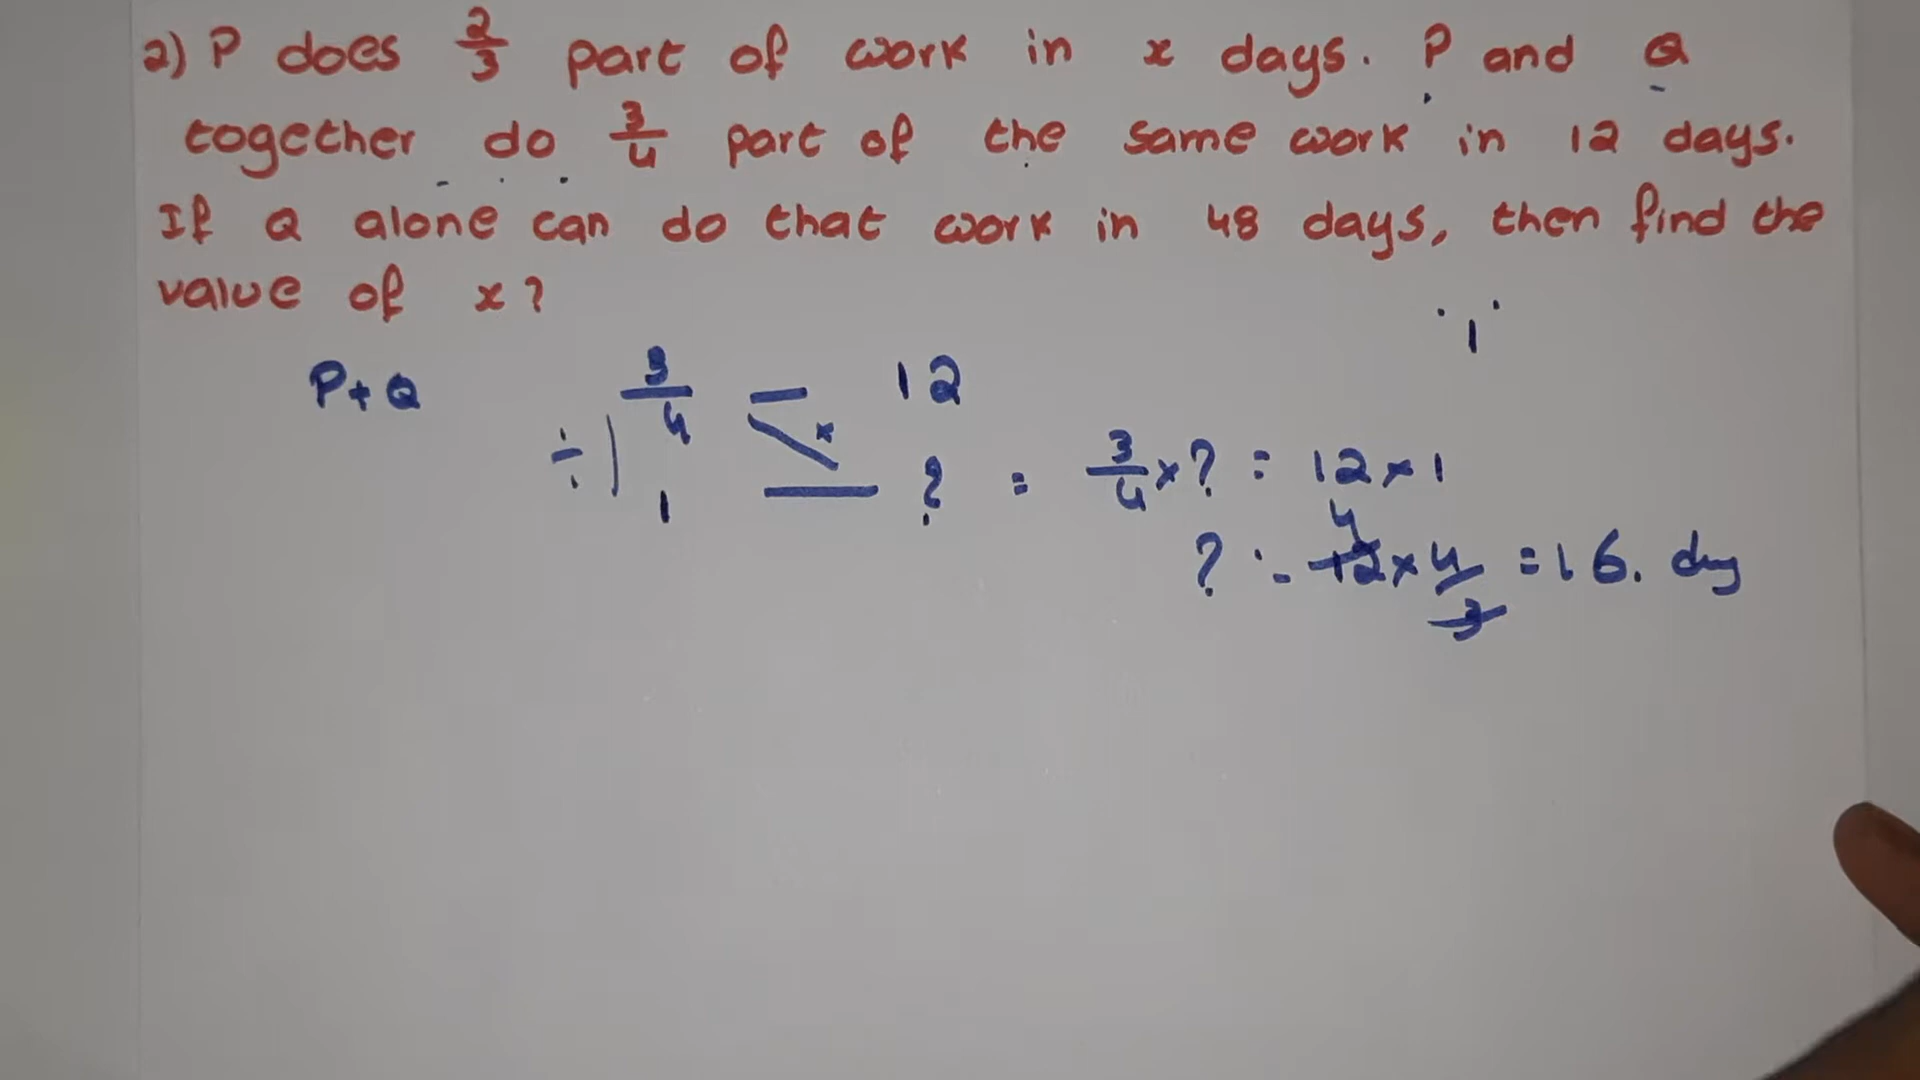 2) P does 2/3 part of work in x days. P and Q
together do 3/4 part of the same work in 12 days.
If Q alone can do that work in 48 days, then find the
value of x?
P+Q 3/4 — 12
÷ 1 — ? = 3/4 × ? = 12 × 1
? = 12 × 4/3 = 16. day
4